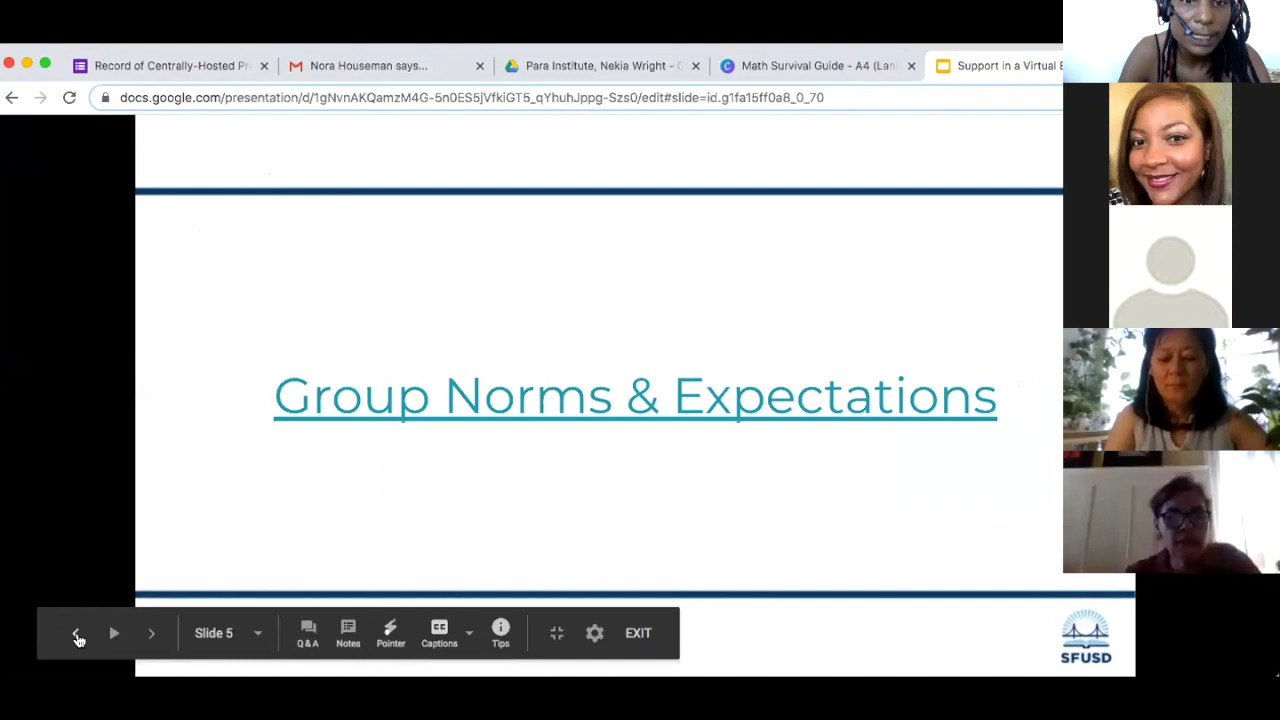 Record of Centrally-Hosted Pr
Nora Houseman says...
Para Institute, Nekia Wright - G
Math Survival Guide - A4 (Lan
Support in a Virtual E
docs.google.com/presentation/d/1gNvnAKQamzM4G-5n0ES5jVfkiGT5_qYhuhJppg-Szs0/edit#slide=id.g1fa15ff0a8_0_70
Group Norms & Expectations
Slide 5
Q & A
Notes
Pointer
CC
Captions
Tips
EXIT
SFUSD